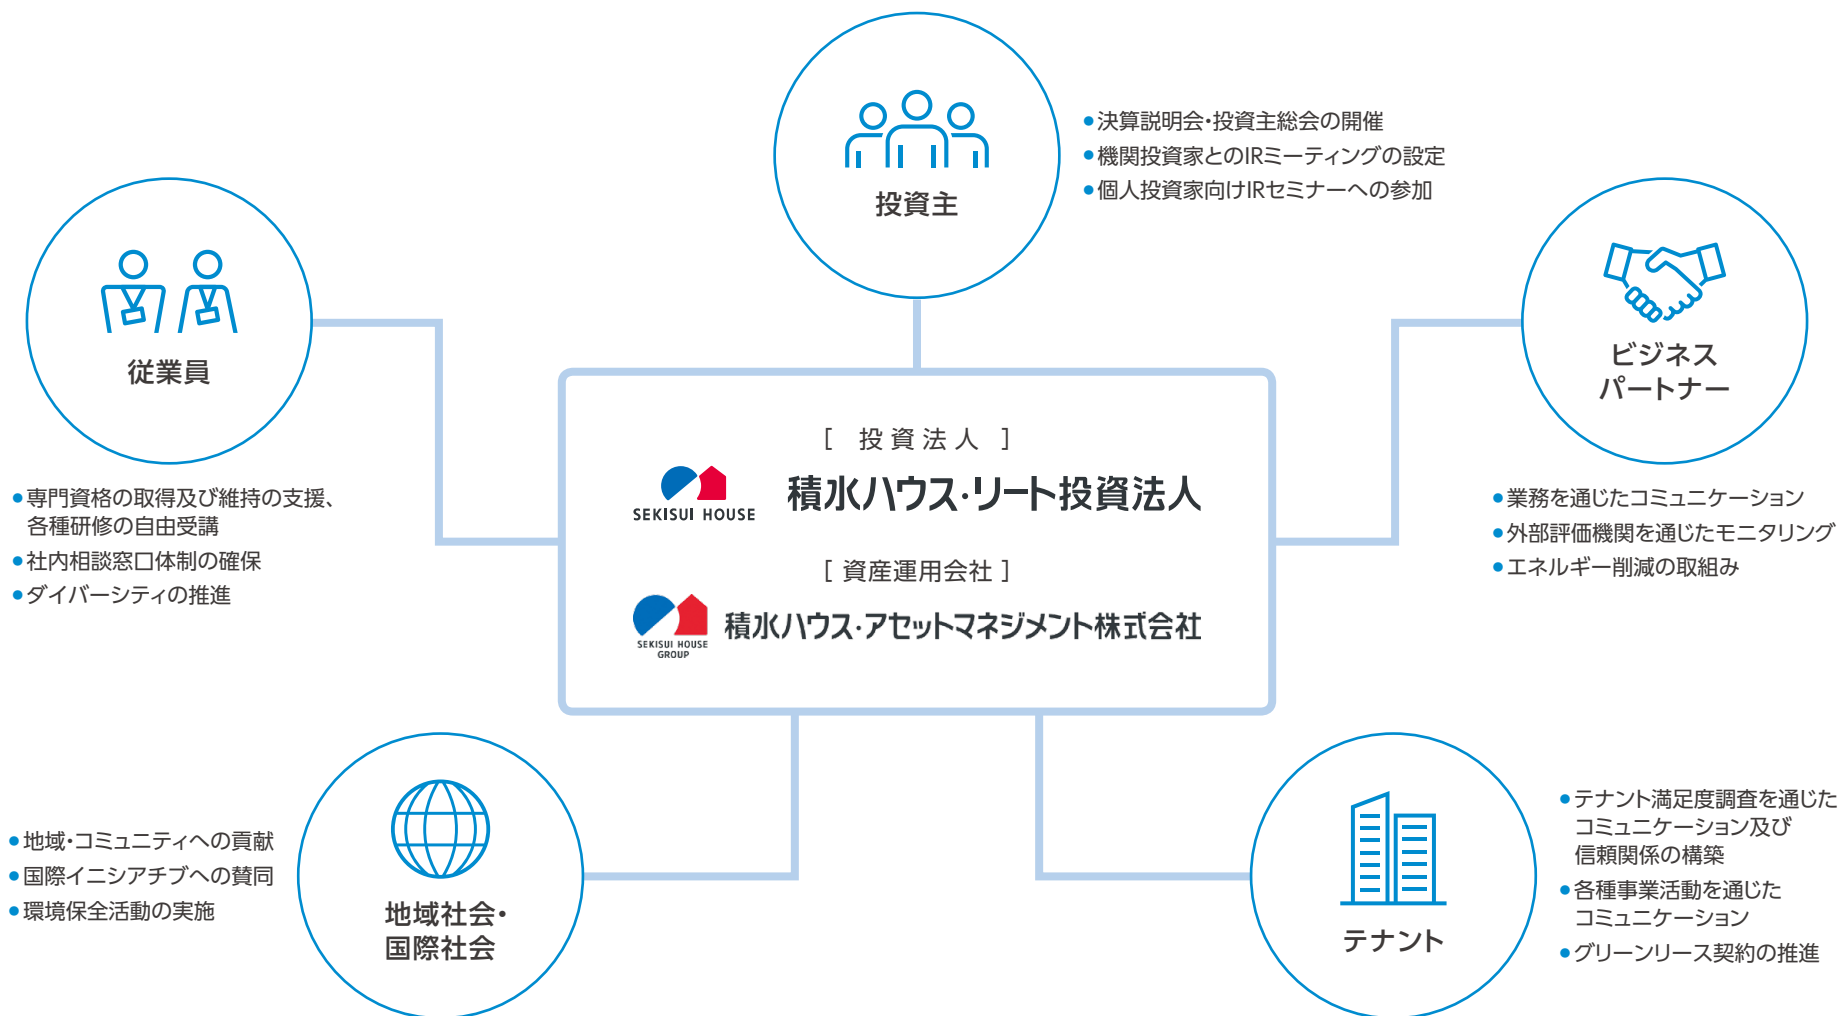 投資主
•決算説明会・投資主総会の開催
•機関投資家とのIRミーティングの設定
•個人投資家向けIRセミナーへの参加
従業員
•専門資格の取得及び維持の支援、
各種研修の自由受講
•社内相談窓口体制の確保
•ダイバーシティの推進
ビジネス
パートナー
•業務を通じたコミュニケーション
•外部評価機関を通じたモニタリング
•エネルギー削減の取組み
[ 投資法人 ]
SEKISUI HOUSE
積水ハウス・リート投資法人
[ 資産運用会社 ]
SEKISUI HOUSE
GROUP
積水ハウス・アセットマネジメント株式会社
地域社会・
国際社会
•地域・コミュニティへの貢献
•国際イニシアチブへの賛同
•環境保全活動の実施
テナント
•テナント満足度調査を通じた
コミュニケーション及び
信頼関係の構築
•各種事業活動を通じた
コミュニケーション
•グリーンリース契約の推進